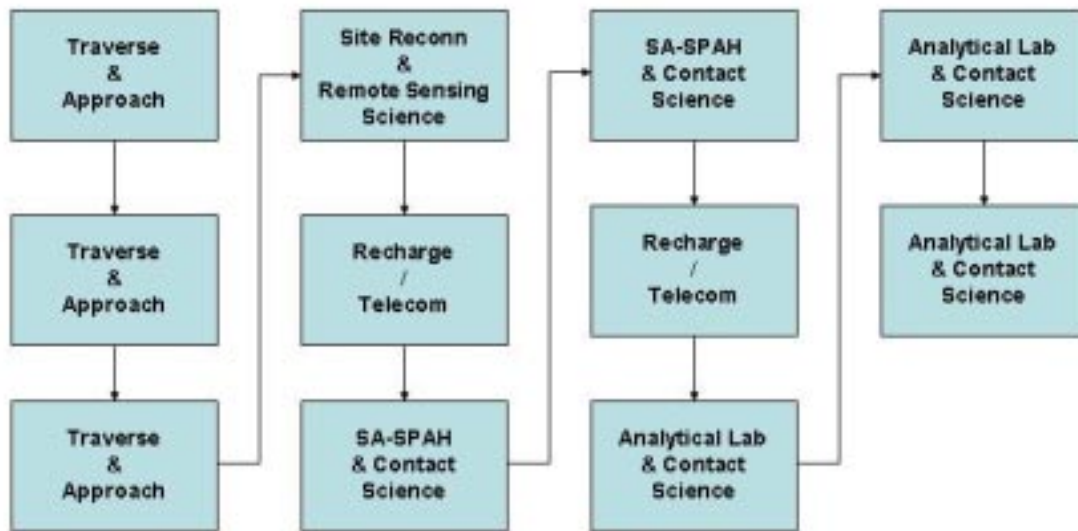 Traverse
&
Approach
Traverse
&
Approach
Traverse
&
Approach
Site Reconn
&
Remote Sensing
Science
Recharge
/
Telecom
SA-SPAH
& Contact
Science
SA-SPAH
& Contact
Science
Recharge
/
Telecom
Analytical Lab
& Contact
Science
Analytical Lab
& Contact
Science
Analytical Lab
& Contact
Science